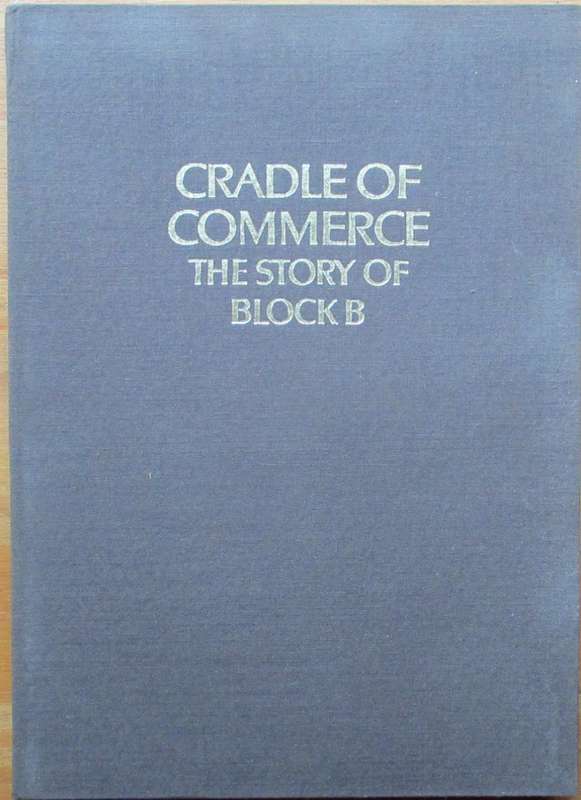 CRADLE OF
COMMERCE
THE STORY OF
BLOCK B